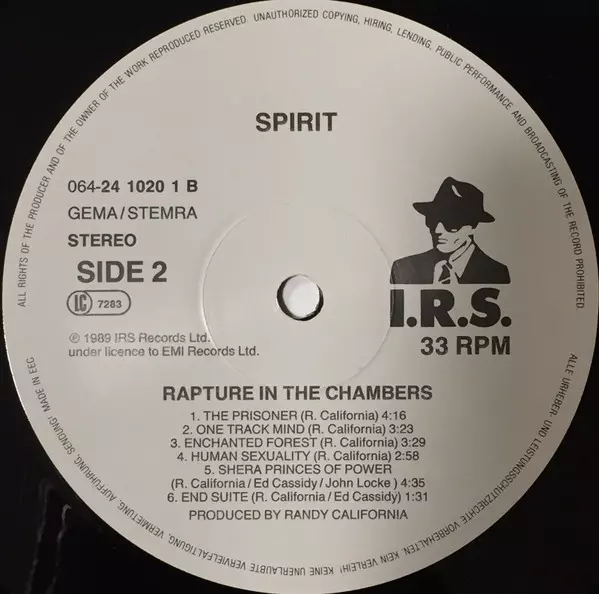 ALL RIGHTS OF THE PRODUCER AND OF THE OWNER OF THE WORK REPRODUCED RESERVED. UNAUTHORIZED COPYING, HIRING, LENDING, PUBLIC PERFORMANCE AND BROADCASTING OF THE RECORD PROHIBITED.
SPIRIT
064-24 1020 1 B
GEMA/STEMRA
STEREO
SIDE 2
LC 7283
I.R.S.
33 RPM
℗ 1989 IRS Records Ltd.
under licence to EMI Records Ltd.
RAPTURE IN THE CHAMBERS
1. THE PRISONER (R. California) 4:16
2. ONE TRACK MIND (R. California) 3:23
3. ENCHANTED FOREST (R. California) 3:29
4. HUMAN SEXUALITY (R. California) 2:58
5. SHERA PRINCES OF POWER
(R. California/Ed Cassidy/John Locke) 4:35
6. END SUITE (R. California/Ed Cassidy) 1:31
PRODUCED BY RANDY CALIFORNIA
ALLE URHEBER- UND LEISTUNGSSCHUTZRECHTE VORBEHALTEN. KEIN VERLEIH! KEINE UNERLAUBTE VERVIELFÄLTIGUNG, VERMIETUNG, AUFFÜHRUNG, SENDUNG! MADE IN EEC